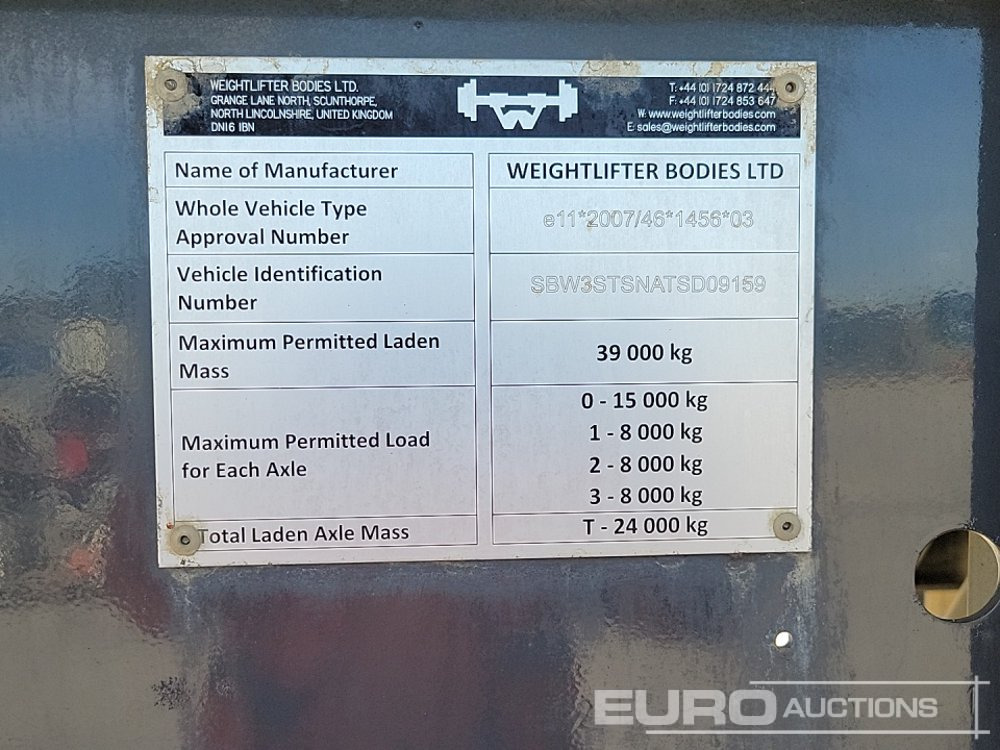 WEIGHTLIFTER BODIES LTD.
GRANGE LANE NORTH, SCUNTHORPE,
NORTH LINCOLNSHIRE, UNITED KINGDOM
DN16 1BN
W
T: +44 (0) 1724 872 444
F: +44 (0) 1724 853 647
W: www.weightlifterbodies.com
E: sales@weightlifterbodies.com
Name of Manufacturer
WEIGHTLIFTER BODIES LTD
Whole Vehicle Type
Approval Number
e11*2007/46*1456*03
Vehicle Identification
Number
SBW3STSNATSD09159
Maximum Permitted Laden
Mass
39 000 kg
Maximum Permitted Load
for Each Axle
0 - 15 000 kg
1 - 8 000 kg
2 - 8 000 kg
3 - 8 000 kg
Total Laden Axle Mass
T - 24 000 kg
EURO AUCTIONS